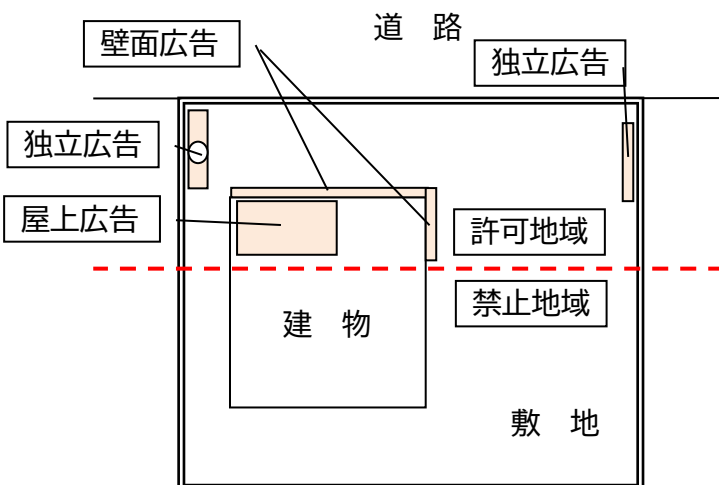 道 路
壁面広告
独立広告
独立広告
屋上広告
許可地域
禁止地域
建 物
敷 地